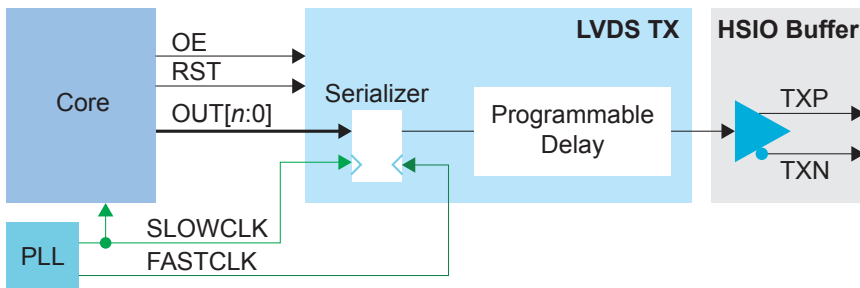 LVDS TX
HSIO Buffer
OE
RST
Core
OUT[n:0]
Serializer
Programmable
Delay
TXP
TXN
PLL
SLOWCLK
FASTCLK